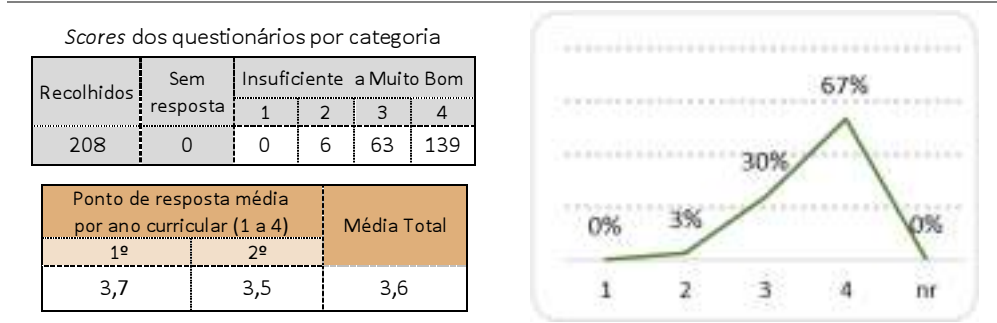 Scores dos questionários por categoria
Recolhidos Sem resposta Insuficiente a Muito Bom
1 2 3 4
208 0 0 6 63 139
Ponto de resposta média
por ano curricular (1 a 4) Média Total
1º 2º
3,7 3,5 3,6
67%
30%
0% 3% 0%
1 2 3 4 nr